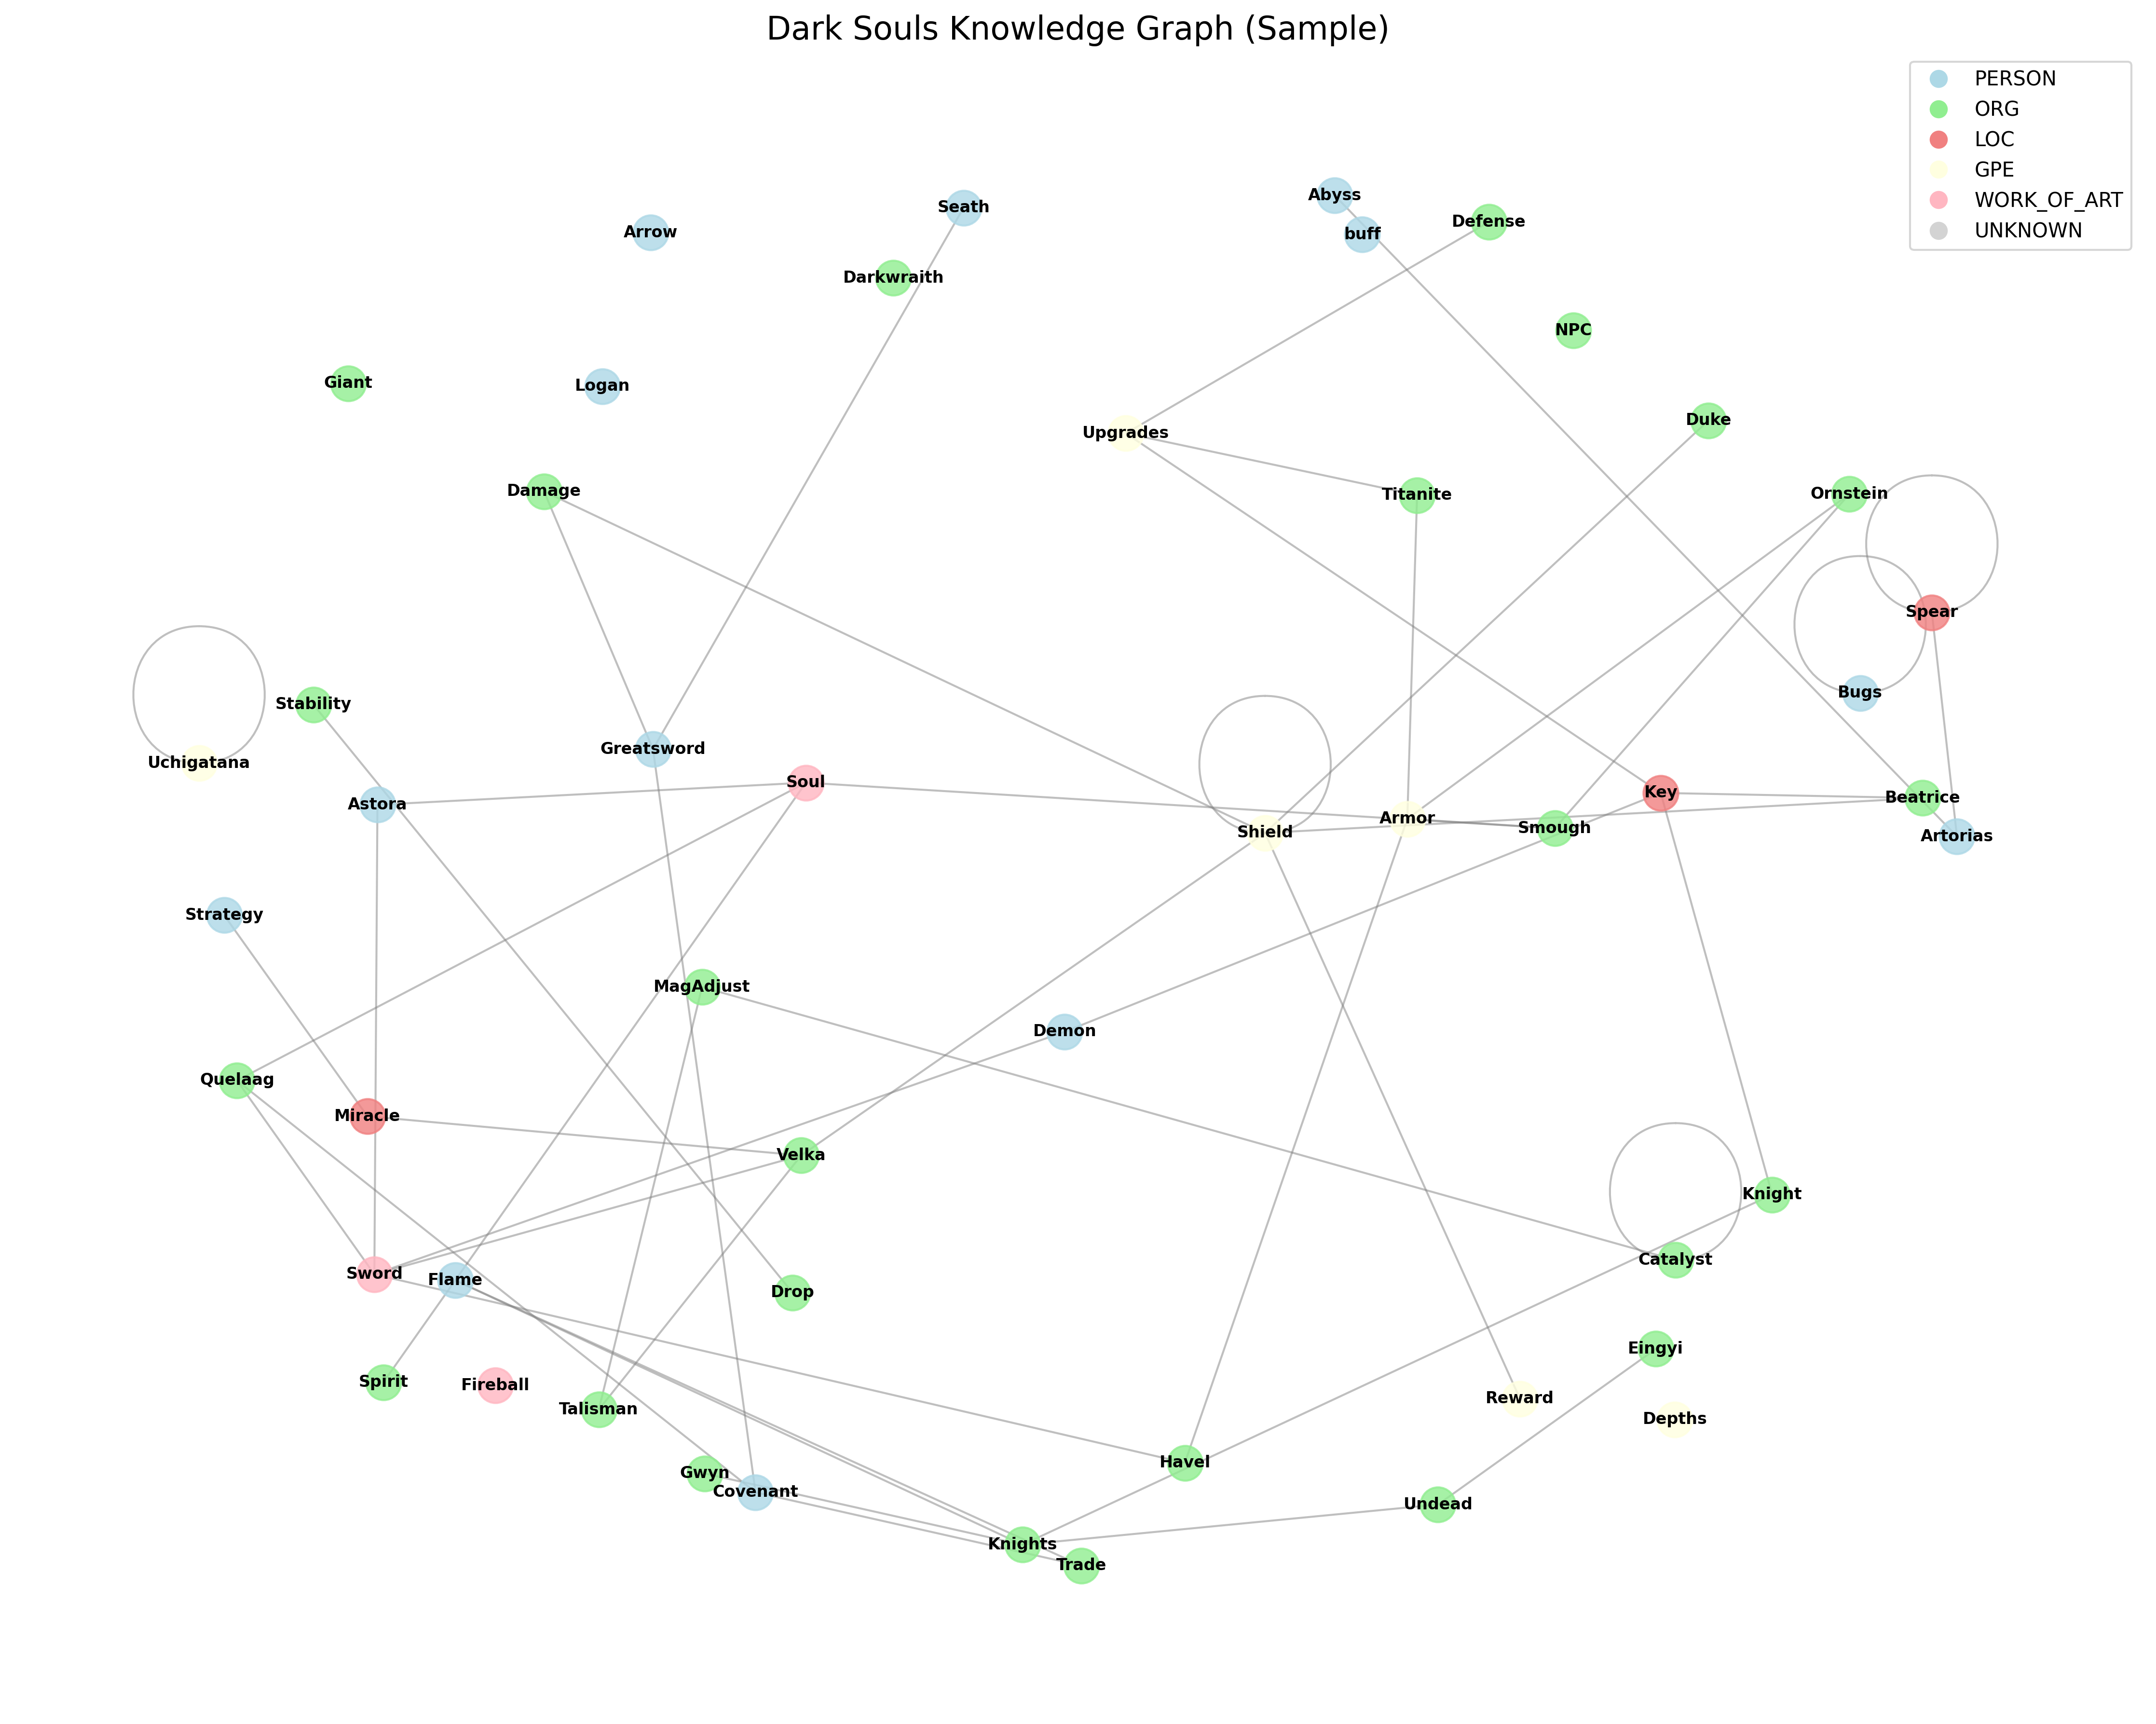 Dark Souls Knowledge Graph (Sample)
PERSON
ORG
LOC
GPE
WORK_OF_ART
UNKNOWN
Abyss
Seath
Defense
Arrow
buff
Darkwraith
NPC
Giant
Logan
Duke
Upgrades
Damage
Titanite
Ornstein
Spear
Bugs
Stability
Greatsword
Uchigatana
Soul
Key
Beatrice
Astora
Armor
Smough
Shield
Artorias
Strategy
MagAdjust
Demon
Quelaag
Miracle
Velka
Knight
Catalyst
Sword
Flame
Drop
Eingyi
Spirit
Fireball
Reward
Talisman
Depths
Havel
Gwyn
Covenant
Undead
Knights
Trade